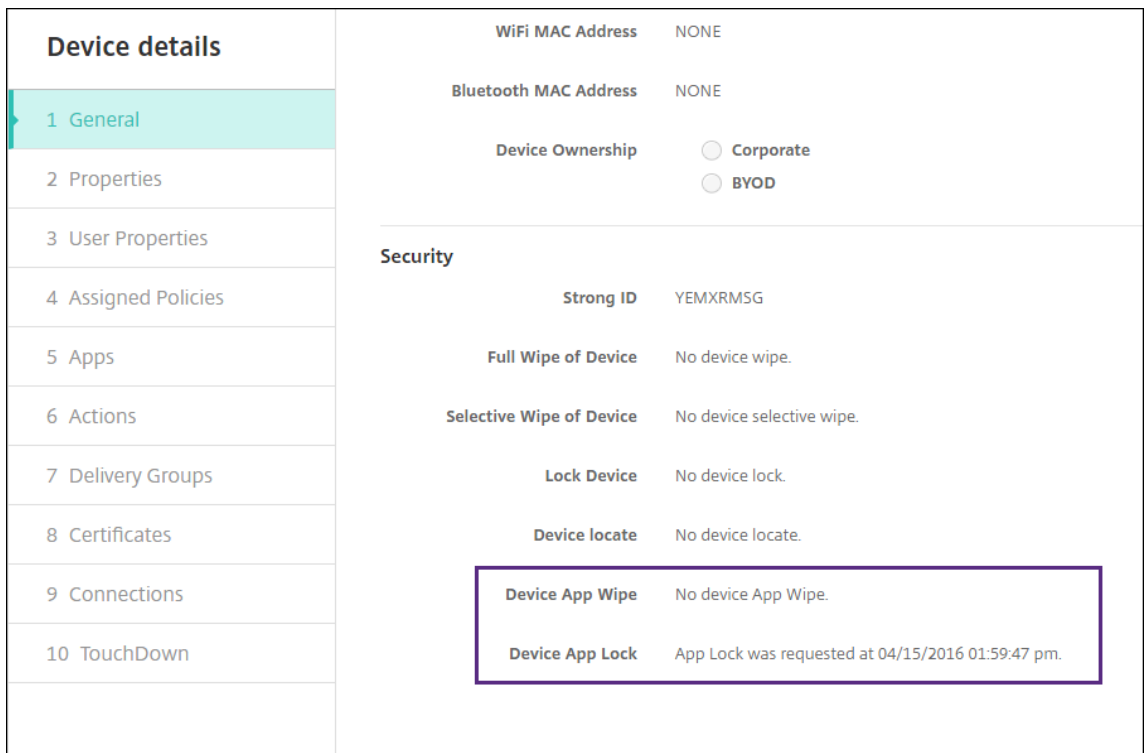 Device details
1 General
2 Properties
3 User Properties
4 Assigned Policies
5 Apps
6 Actions
7 Delivery Groups
8 Certificates
9 Connections
10 TouchDown
WiFi MAC Address NONE
Bluetooth MAC Address NONE
Device Ownership Corporate
BYOD
Security
Strong ID YEMXRMSG
Full Wipe of Device No device wipe.
Selective Wipe of Device No device selective wipe.
Lock Device No device lock.
Device locate No device locate.
Device App Wipe No device App Wipe.
Device App Lock App Lock was requested at 04/15/2016 01:59:47 pm.